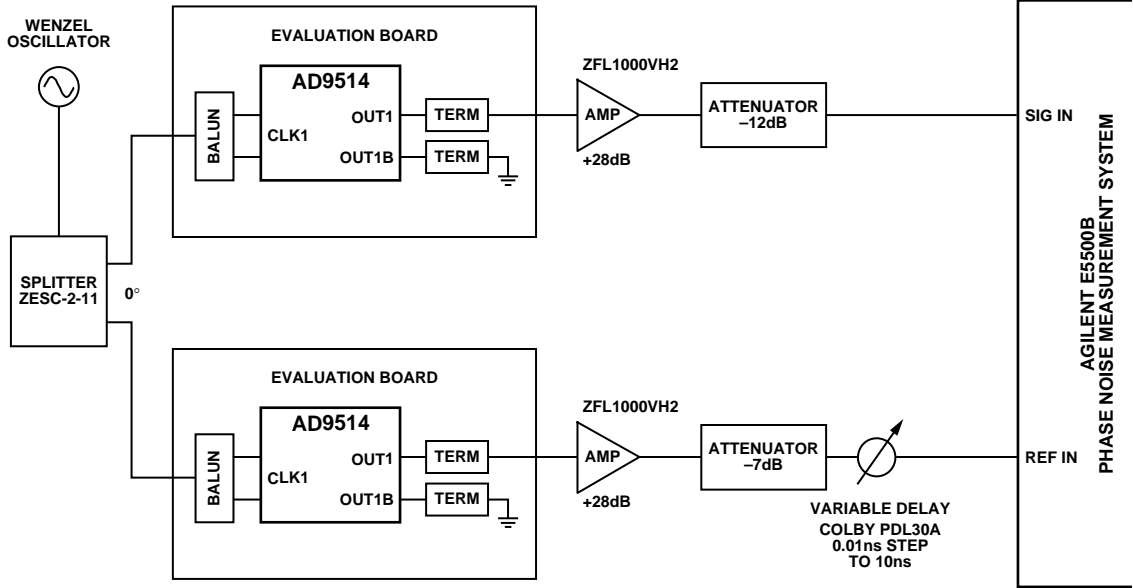 WENZEL
OSCILLATOR
SPLITTER
ZESC-2-11
0°
EVALUATION BOARD
BALUN
AD9514
CLK1
OUT1
OUT1B
TERM
TERM
ZFL1000VH2
AMP
+28dB
ATTENUATOR
–12dB
SIG IN
EVALUATION BOARD
BALUN
AD9514
CLK1
OUT1
OUT1B
TERM
TERM
ZFL1000VH2
AMP
+28dB
ATTENUATOR
–7dB
VARIABLE DELAY
COLBY PDL30A
0.01ns STEP
TO 10ns
REF IN
AGILENT E5500B
PHASE NOISE MEASUREMENT SYSTEM